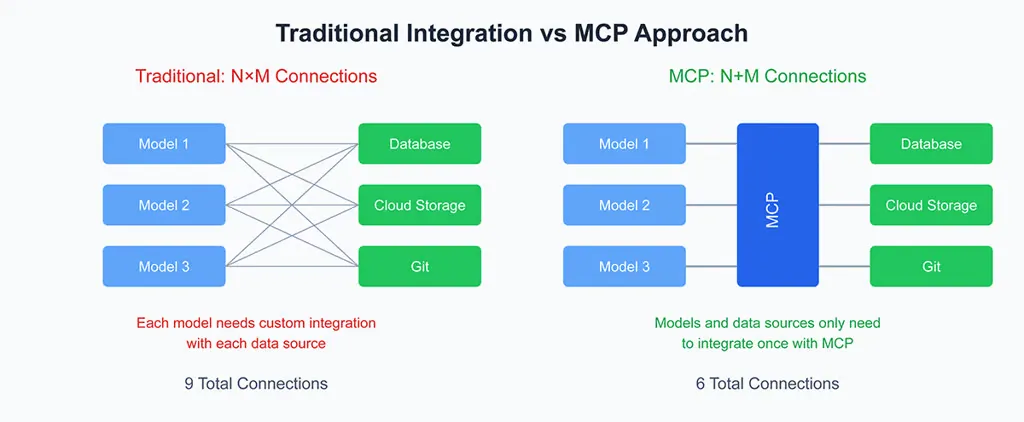 Traditional Integration vs MCP Approach
Traditional: N×M Connections
Model 1
Database
Model 2
Cloud Storage
Model 3
Git
Each model needs custom integration
with each data source
9 Total Connections
MCP: N+M Connections
Model 1
MCP
Database
Model 2
Cloud Storage
Model 3
Git
Models and data sources only need
to integrate once with MCP
6 Total Connections